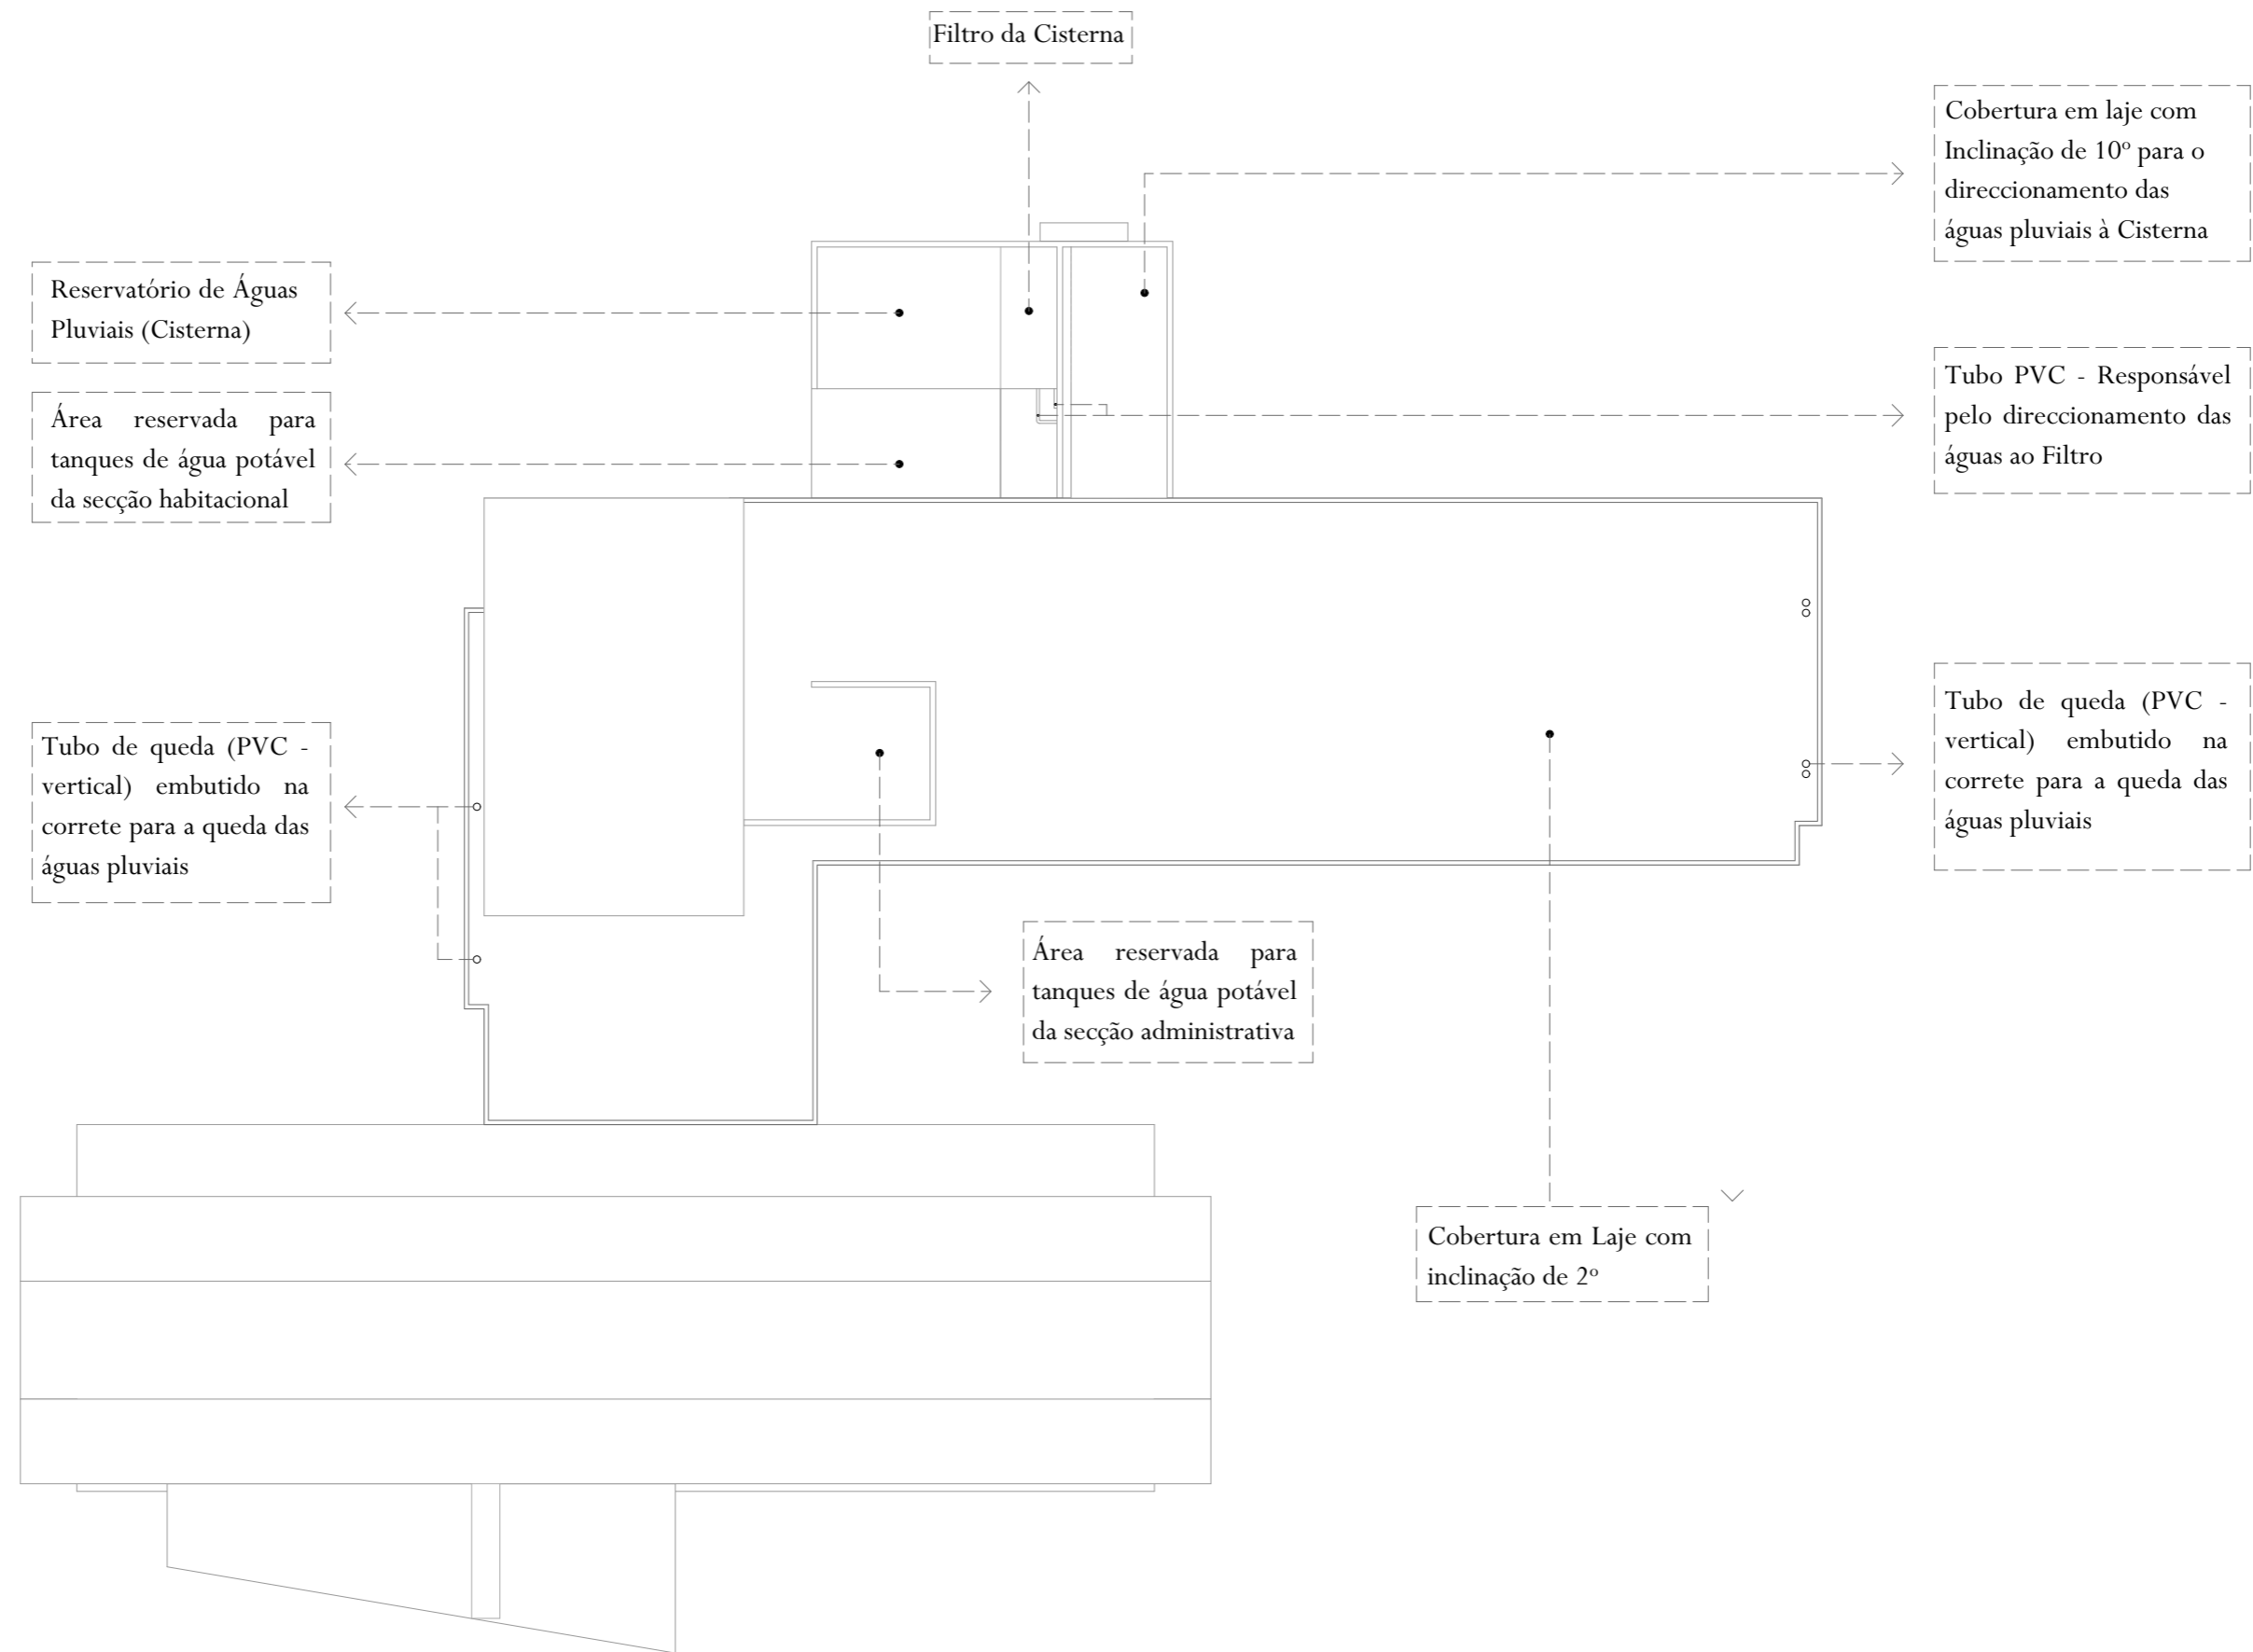 Filtro da Cisterna
Cobertura em laje com
Inclinação de 10º para o
direccionamento das
águas pluviais à Cisterna
Reservatório de Águas
Pluviais (Cisterna)
Tubo PVC - Responsável
pelo direccionamento das
águas ao Filtro
Área reservada para
tanques de água potável
da secção habitacional
Tubo de queda (PVC -
vertical) embutido na
correte para a queda das
águas pluviais
Tubo de queda (PVC -
vertical) embutido na
correte para a queda das
águas pluviais
Área reservada para
tanques de água potável
da secção administrativa
Cobertura em Laje com
inclinação de 2º